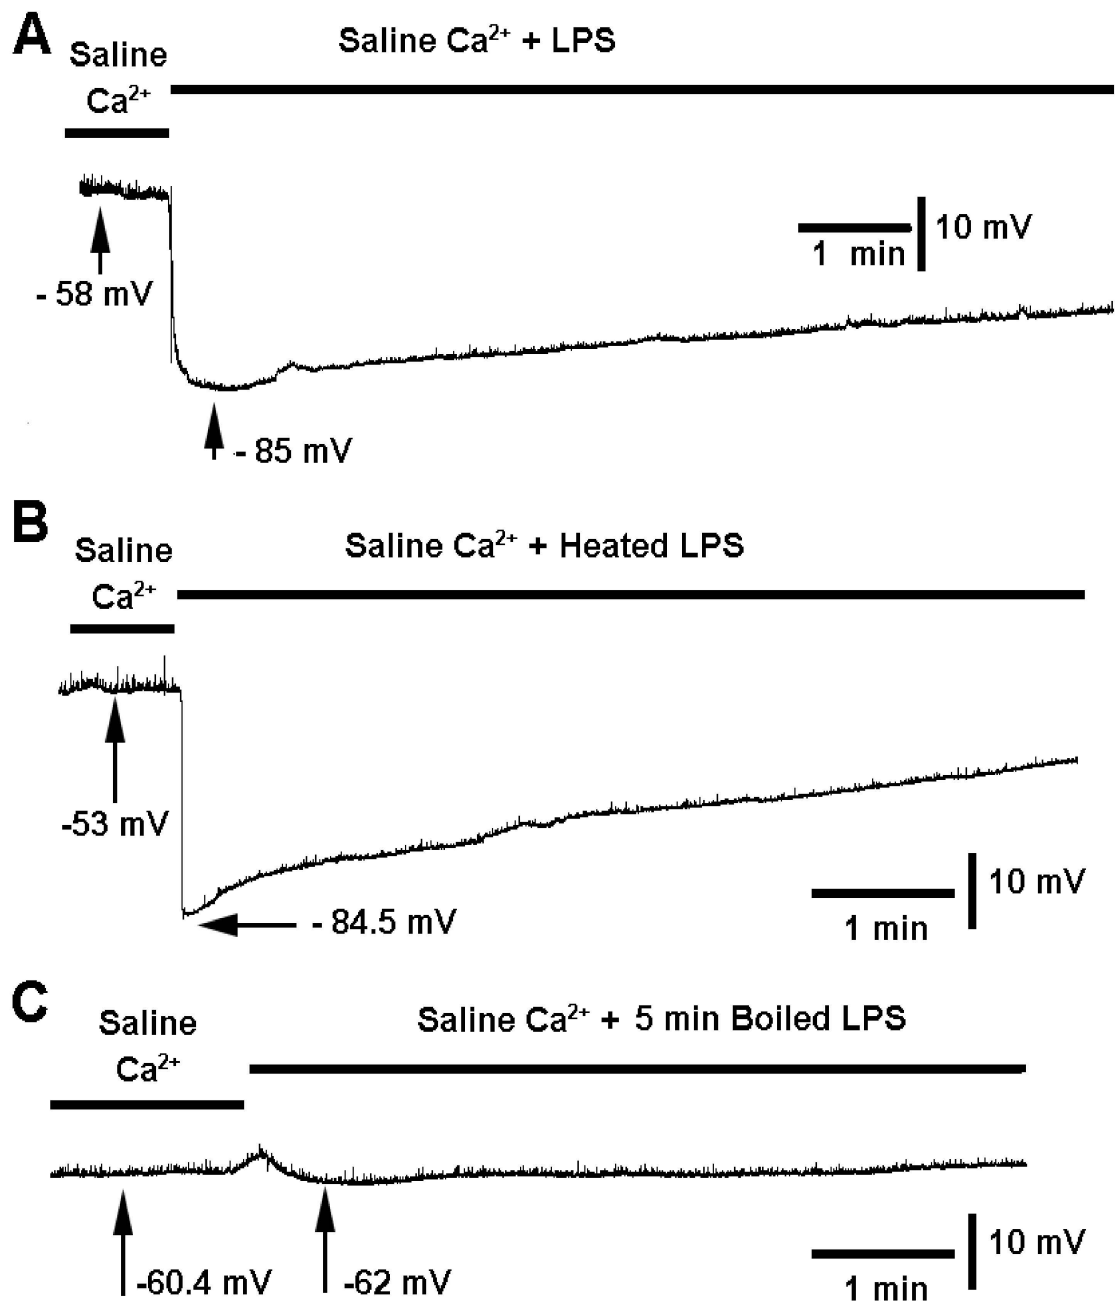 A
Saline Ca²⁺ + LPS
Saline
Ca²⁺
10 mV
1 min
- 58 mV
- 85 mV
B
Saline Ca²⁺ + Heated LPS
Saline
Ca²⁺
-53 mV
10 mV
1 min
- 84.5 mV
C
Saline Ca²⁺ + 5 min Boiled LPS
Saline
Ca²⁺
10 mV
1 min
-60.4 mV
-62 mV